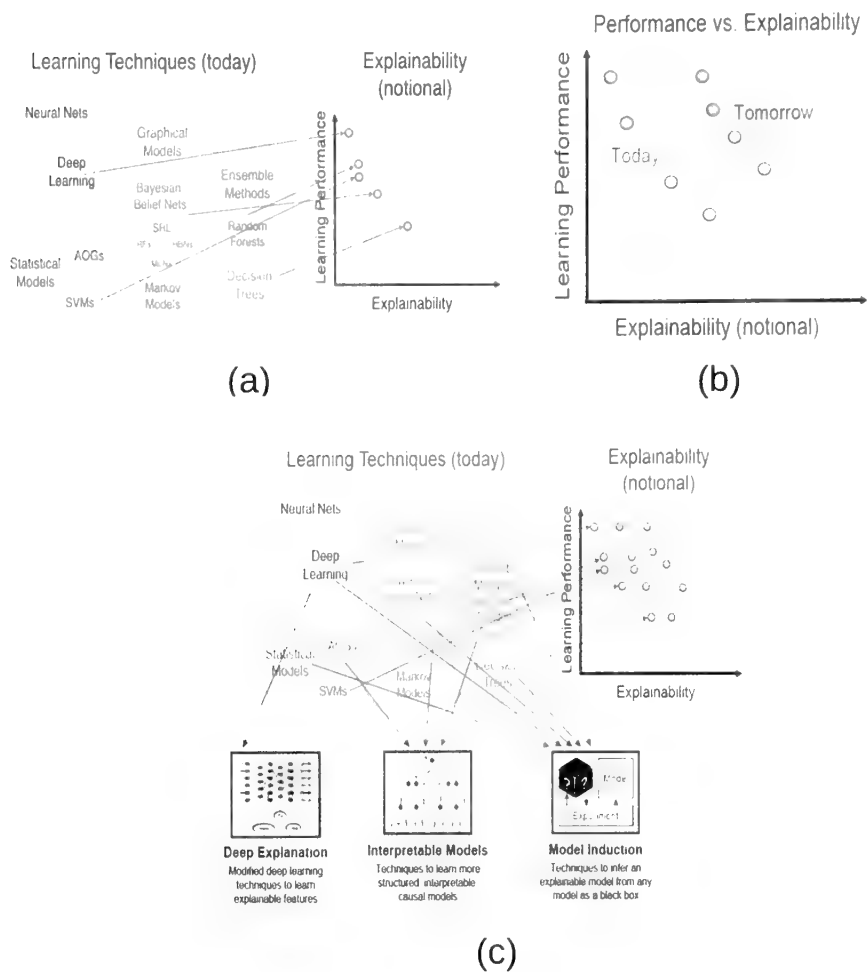 Learning Techniques (today)
Explainability
(notional)
Neural Nets
Graphical
Models
Deep
Learning
Bayesian
Belief Nets
Ensemble
Methods
SRL
Random
Forests
AOGs
Statistical
Models
SVMs
Markov
Models
Decision
Trees
Learning Performance
Explainability
(a)
Performance vs. Explainability
Learning Performance
Tomorrow
Today
Explainability (notional)
(b)
Learning Techniques (today)
Explainability
(notional)
Neural Nets
Deep
Learning
Statistical
Models
SVMs
Markov
Models
Trees
Learning Performance
Explainability
Model
Experiment
Deep Explanation
Modified deep learning
techniques to learn
explainable features
Interpretable Models
Techniques to learn more
structured interpretable
causal models
Model Induction
Techniques to infer an
explainable model from any
model as a black box
(c)